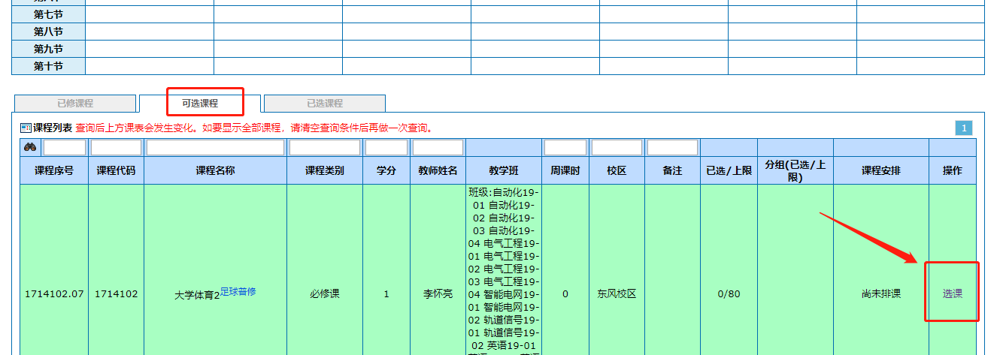 第七节
第八节
第九节
第十节
已修课程
可选课程
已选课程
课程列表 查询后上方课表会发生变化。如要显示全部课程，请清空查询条件后再做一次查询。
1
课程序号 课程代码 课程名称 课程类别 学分 教师姓名 教学班 周课时 校区 备注 已选/上限 分组(已选/上限) 课程安排 操作
1714102.07 1714102 大学体育2足球普修 必修课 1 李怀亮
班级:自动化19-
01 自动化19-
02 自动化19-
03 自动化19-
04 电气工程19-
01 电气工程19-
02 电气工程19-
03 电气工程19-
04 智能电网19-
01 智能电网19-
02 轨道信号19-
01 轨道信号19-
02 英语19-01
0 东风校区 0/80 尚未排课 选课